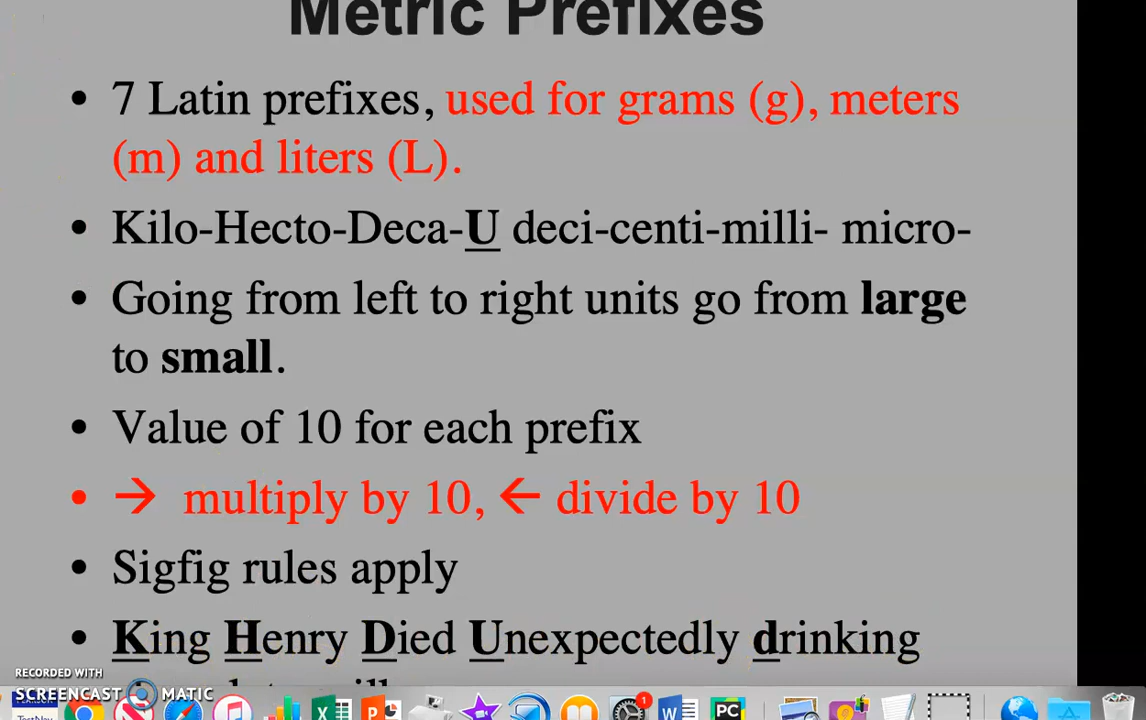 Metric Prefixes
• 7 Latin prefixes, used for grams (g), meters
(m) and liters (L).
• Kilo-Hecto-Deca-U deci-centi-milli- micro-
• Going from left to right units go from large
to small.
• Value of 10 for each prefix
• → multiply by 10, ← divide by 10
• Sigfig rules apply
• King Henry Died Unexpectedly drinking
RECORDED WITH
SCREENCAST MATIC
1
W
PC